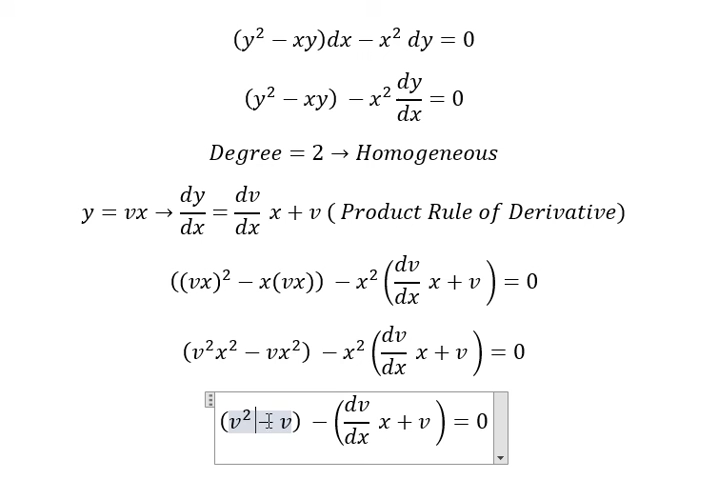 (y² − xy)dx − x² dy = 0
(y² − xy) − x² dy/dx = 0
Degree = 2 → Homogeneous
y = vx → dy/dx = dv/dx x + v ( Product Rule of Derivative)
((vx)² − x(vx)) − x² (dv/dx x + v) = 0
(v²x² − vx²) − x² (dv/dx x + v) = 0
(v² − v) − (dv/dx x + v) = 0